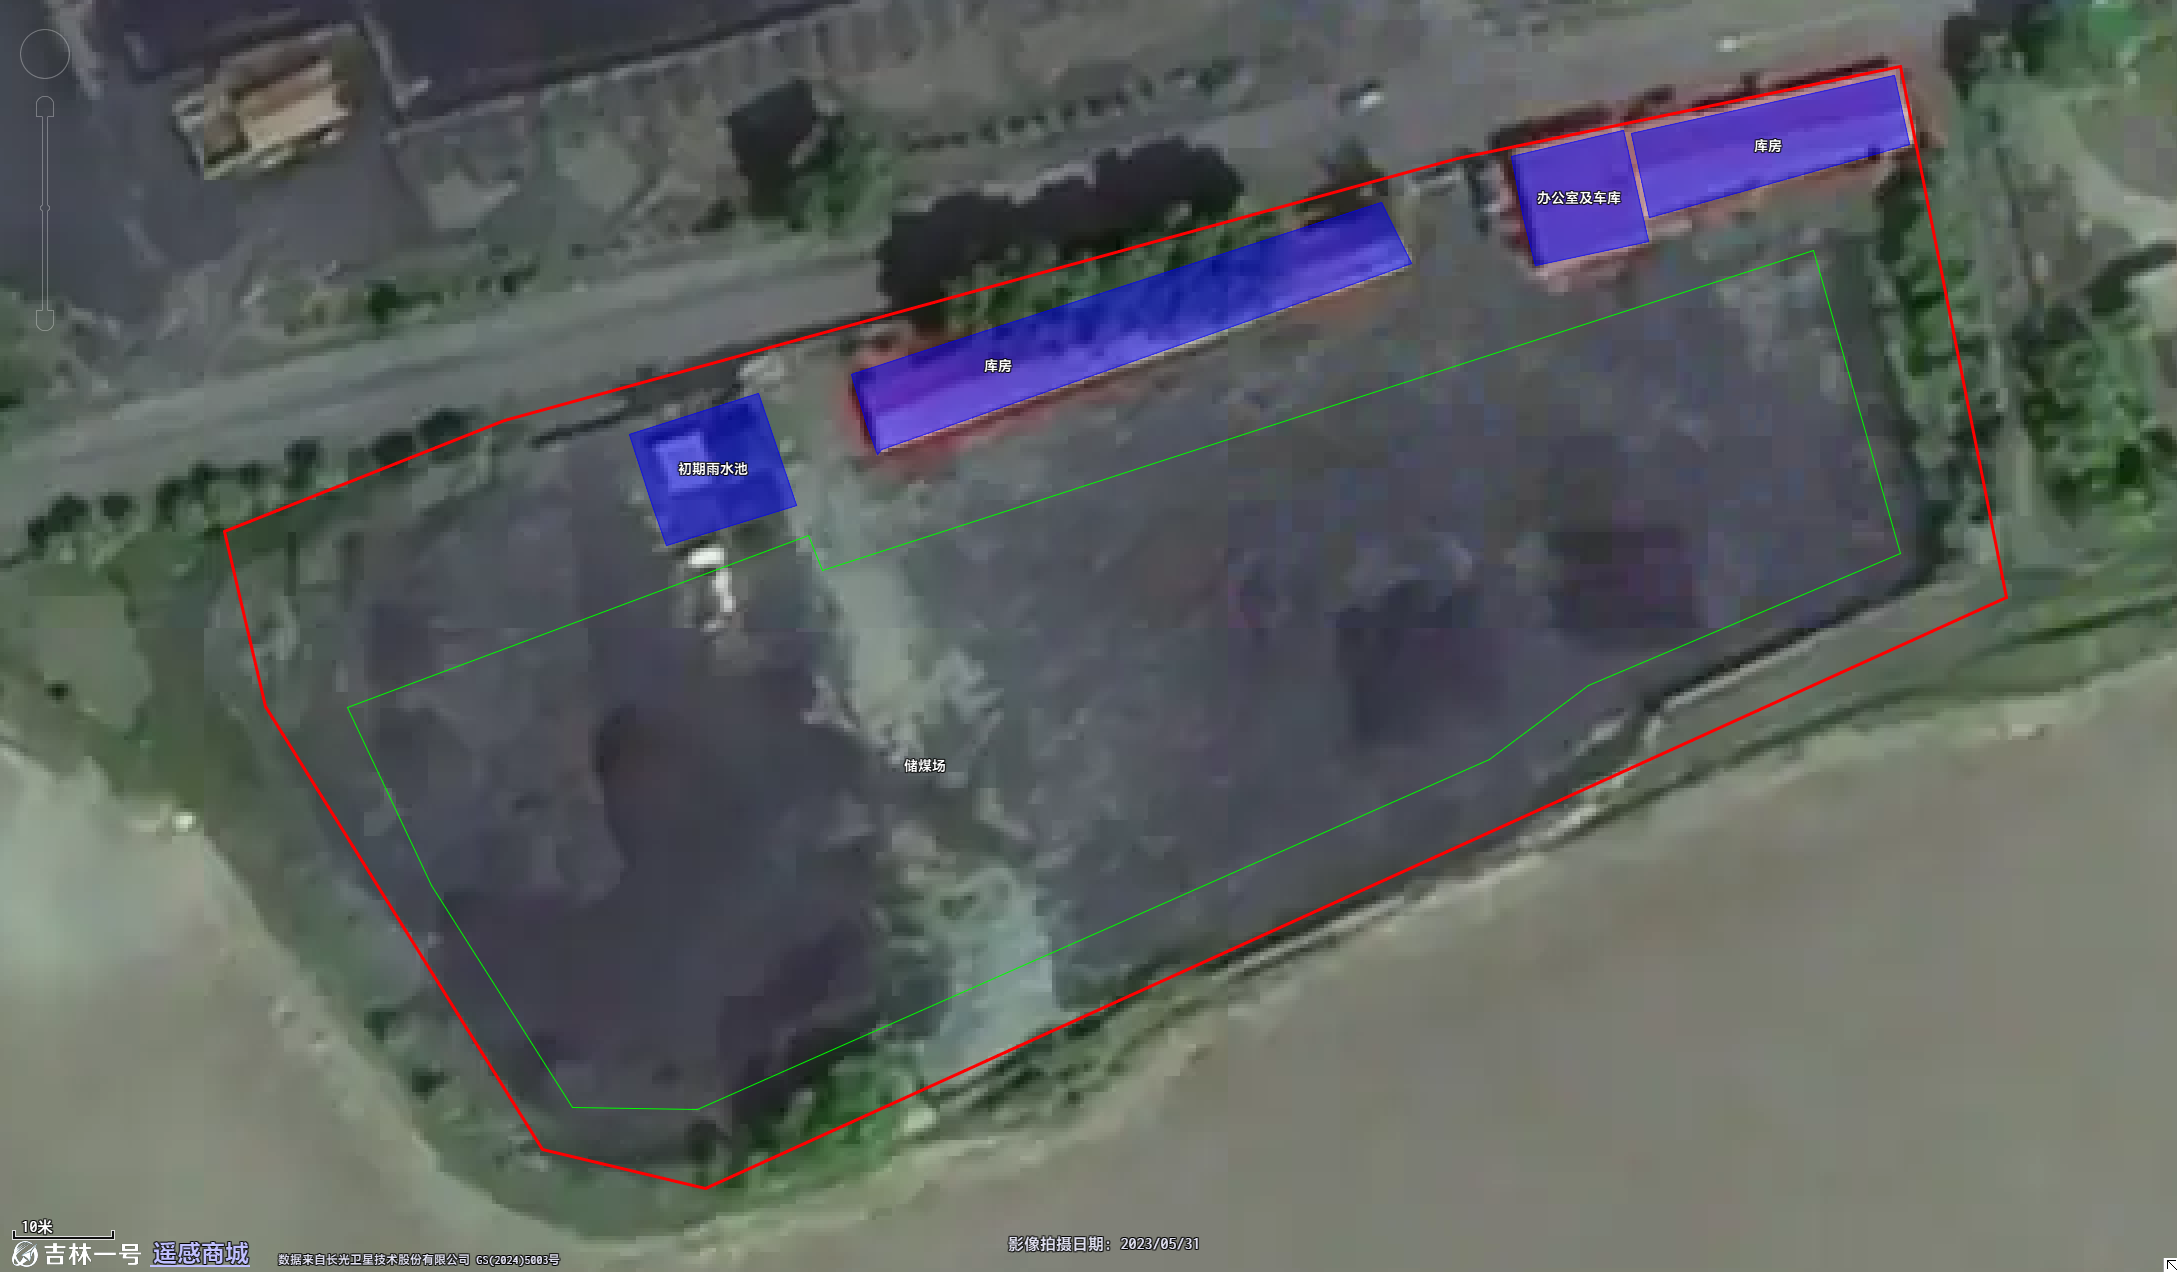 库房
办公室及车库
库房
初期雨水池
储煤场
10米
吉林一号 遥感商城
数据来自长光卫星技术股份有限公司 GS(2024)5003号
影像拍摄日期: 2023/05/31